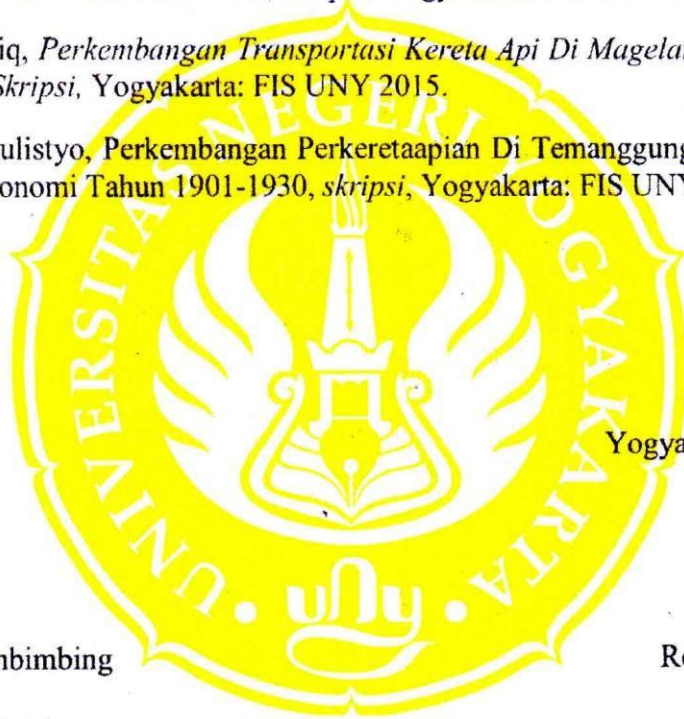 iq, Perkembangan Transportasi Kereta Api Di Magelan
Skripsi, Yogyakarta: FIS UNY 2015.
ulistyo, Perkembangan Perkeretaapian Di Temanggung
onomi Tahun 1901-1930, skripsi, Yogyakarta: FIS UNY
UNIVERSITAS NEGERI YOGYAKARTA
uny
Yogya
nbimbing
Re